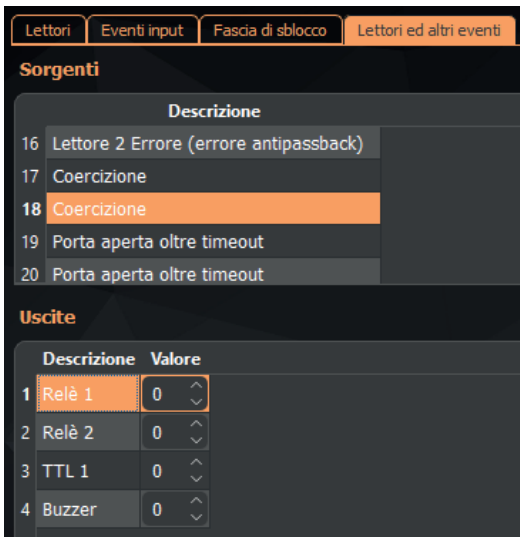 Lettori Eventi input Fascia di sblocco Lettori ed altri eventi
Sorgenti
Descrizione
16 Lettore 2 Errore (errore antipassback)
17 Coercizione
18 Coercizione
19 Porta aperta oltre timeout
20 Porta aperta oltre timeout
Uscite
Descrizione Valore
1 Relè 1 0
2 Relè 2 0
3 TTL 1 0
4 Buzzer 0